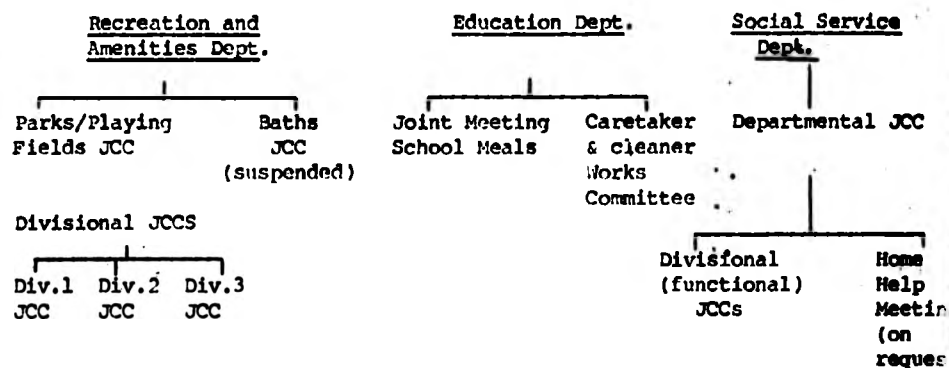 Recreation and
Amenities Dept.
Parks/Playing
Fields JCC
Baths
JCC
(suspended)
Divisional JCCS
Div.1 Div.2 Div.3
JCC JCC JCC
Education Dept.
Joint Meeting
School Meals
Caretaker
& cleaner
Works
Committee
Social Service
Dept.
Departmental JCC
Divisional
(functional)
JCCs
Home
Help
Meetin
(on
reques